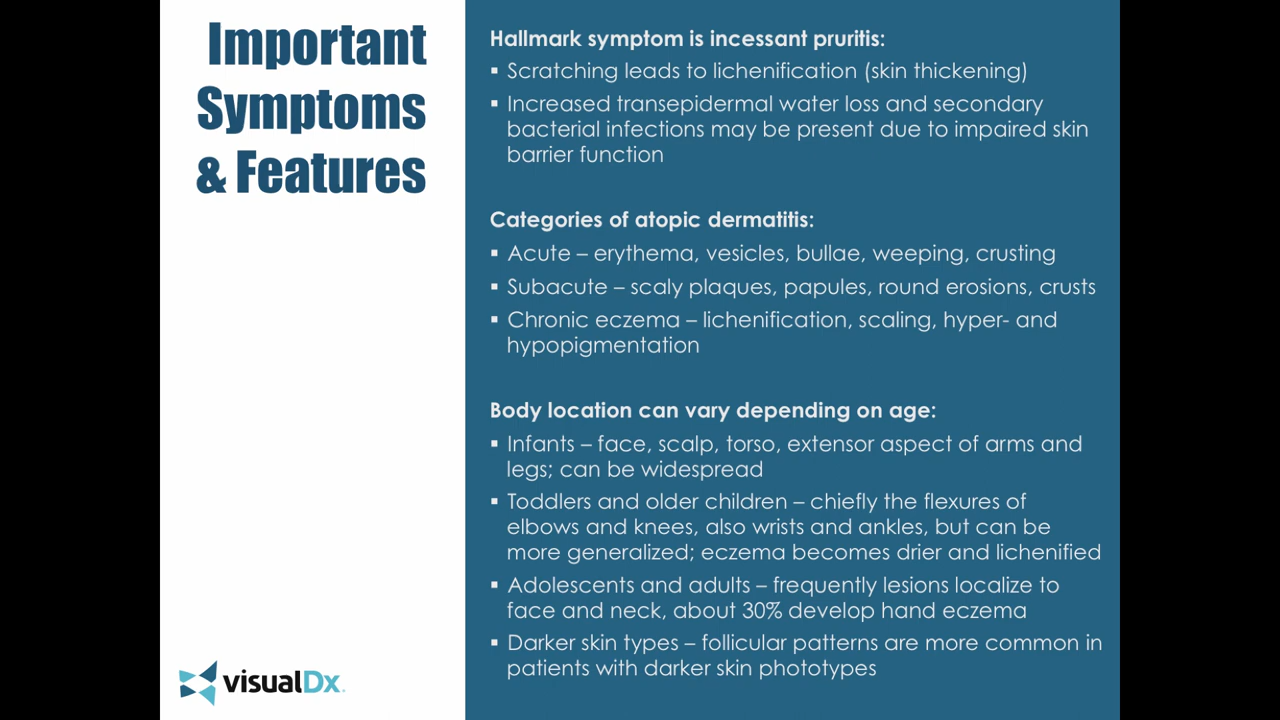 Important
Symptoms
& Features
Hallmark symptom is incessant pruritis:
▪ Scratching leads to lichenification (skin thickening)
▪ Increased transepidermal water loss and secondary
bacterial infections may be present due to impaired skin
barrier function
Categories of atopic dermatitis:
▪ Acute – erythema, vesicles, bullae, weeping, crusting
▪ Subacute – scaly plaques, papules, round erosions, crusts
▪ Chronic eczema – lichenification, scaling, hyper- and
hypopigmentation
Body location can vary depending on age:
▪ Infants – face, scalp, torso, extensor aspect of arms and
legs; can be widespread
▪ Toddlers and older children – chiefly the flexures of
elbows and knees, also wrists and ankles, but can be
more generalized; eczema becomes drier and lichenified
▪ Adolescents and adults – frequently lesions localize to
face and neck, about 30% develop hand eczema
▪ Darker skin types – follicular patterns are more common in
patients with darker skin phototypes
visualDx